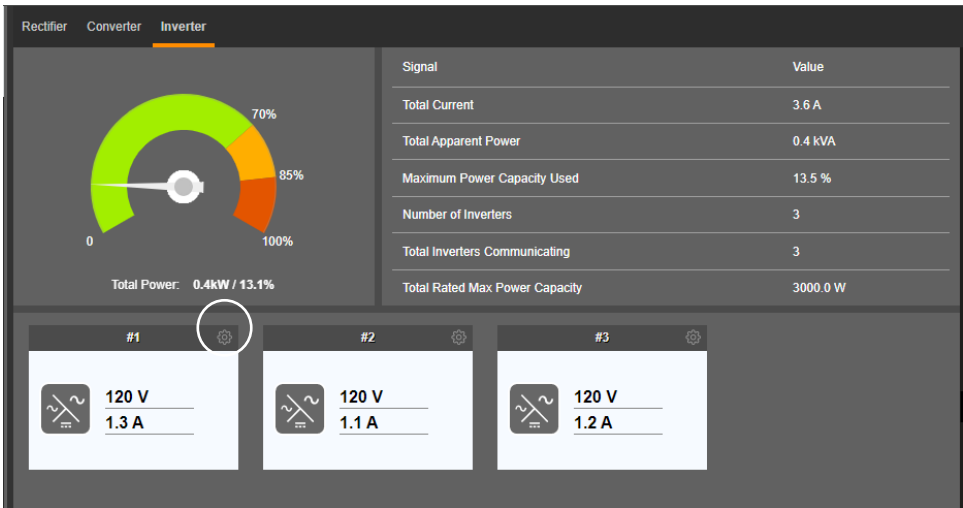 Rectifier Converter Inverter
70%
85%
0
100%
Total Power: 0.4kW / 13.1%
Signal Value
Total Current 3.6 A
Total Apparent Power 0.4 kVA
Maximum Power Capacity Used 13.5 %
Number of Inverters 3
Total Inverters Communicating 3
Total Rated Max Power Capacity 3000.0 W
#1
120 V
1.3 A
#2
120 V
1.1 A
#3
120 V
1.2 A